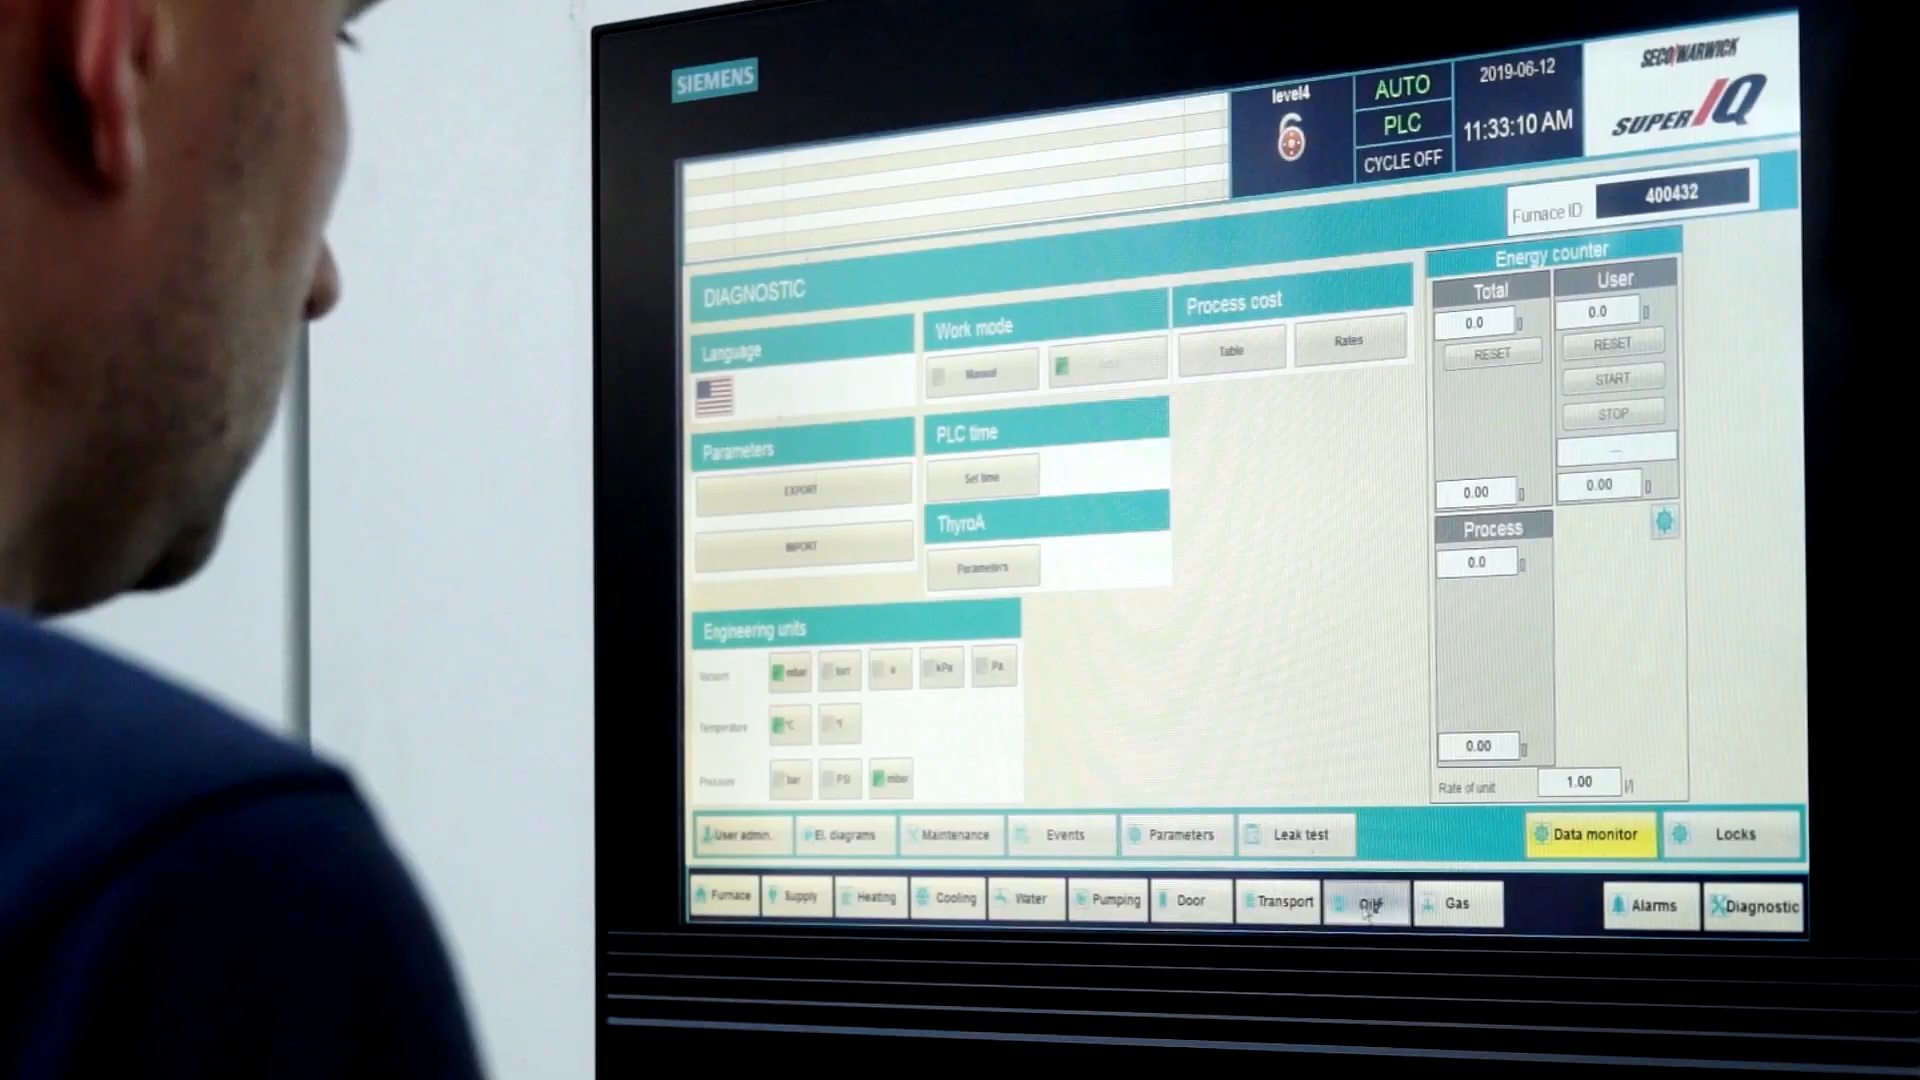 SIEMENS
level4
AUTO
PLC
CYCLE OFF
2019-06-12
11:33:10 AM
SECO/WARWICK
SUPER IQ
Furnace ID
400432
DIAGNOSTIC
Language
Work mode
Manual
Process cost
Table
Rates
Parameters
EXPORT
IMPORT
PLC time
Set time
ThyroA
Parameters
Energy counter
Total
0.0
RESET
0.00
User
0.0
RESET
START
STOP
---
0.00
Process
0.0
0.00
Rate of unit
1.00
Engineering units
Vacuum
mbar
torr
kPa
Pa
Temperature
°C
°F
Pressure
bar
PSI
mbar
User admin.
El. diagrams
Maintenance
Events
Parameters
Leak test
Data monitor
Locks
Furnace
Supply
Heating
Cooling
Water
Pumping
Door
Transport
Gas
Alarms
Diagnostic